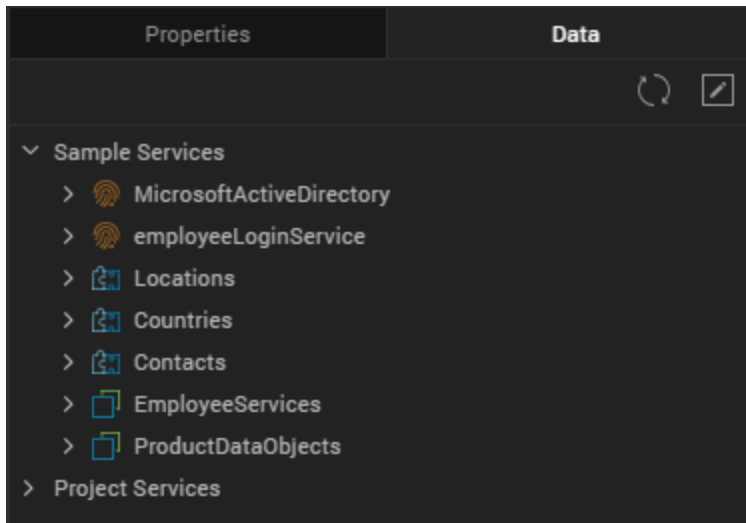 Properties Data
Sample Services
MicrosoftActiveDirectory
employeeLoginService
Locations
Countries
Contacts
EmployeeServices
ProductDataObjects
Project Services